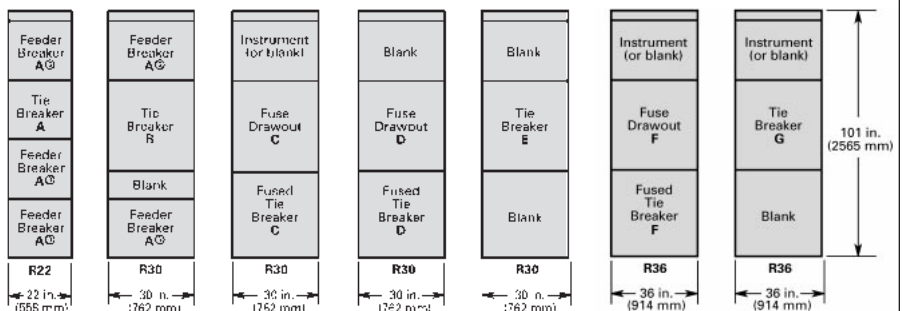 Feeder
Breaker
A③
Tie
Breaker
A
Feeder
Breaker
A
Feeder
Breaker
A③
R22
22 in.
Feeder
Breaker
A③
Tie
Breaker
B
Blank
Feeder
Breaker
A③
R30
30 in.
(762 mm)
Instrument
(or blank)
Fuse
Drawout
C
Fused
Tie
Breaker
C
R30
30 in.
(762 mm)
Blank
Fuse
Drawout
D
Fused
Tie
Breaker
D
R30
30 in.
(762 mm)
Blank
Tie
Breaker
E
Blank
R30
30 in.
(762 mm)
Instrument
(or blank)
Fuse
Drawout
F
Fused
Tie
Breaker
F
R36
36 in.
(914 mm)
Instrument
(or blank)
Tie
Breaker
G
Blank
R36
36 in.
(914 mm)
101 in.
(2565 mm)